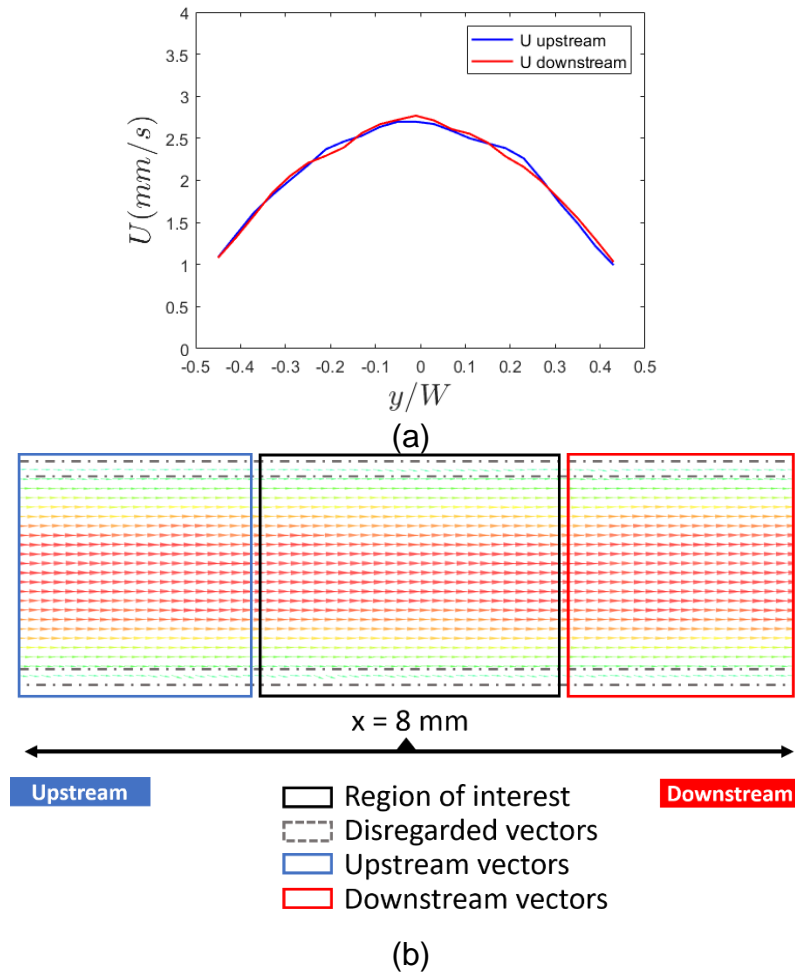 4
3.5
3
2.5
2
1.5
1
0.5
0
U (mm/s)
U upstream
U downstream
-0.5 -0.4 -0.3 -0.2 -0.1 0 0.1 0.2 0.3 0.4 0.5
y/W
(a)
x = 8 mm
Upstream
Downstream
Region of interest
Disregarded vectors
Upstream vectors
Downstream vectors
(b)